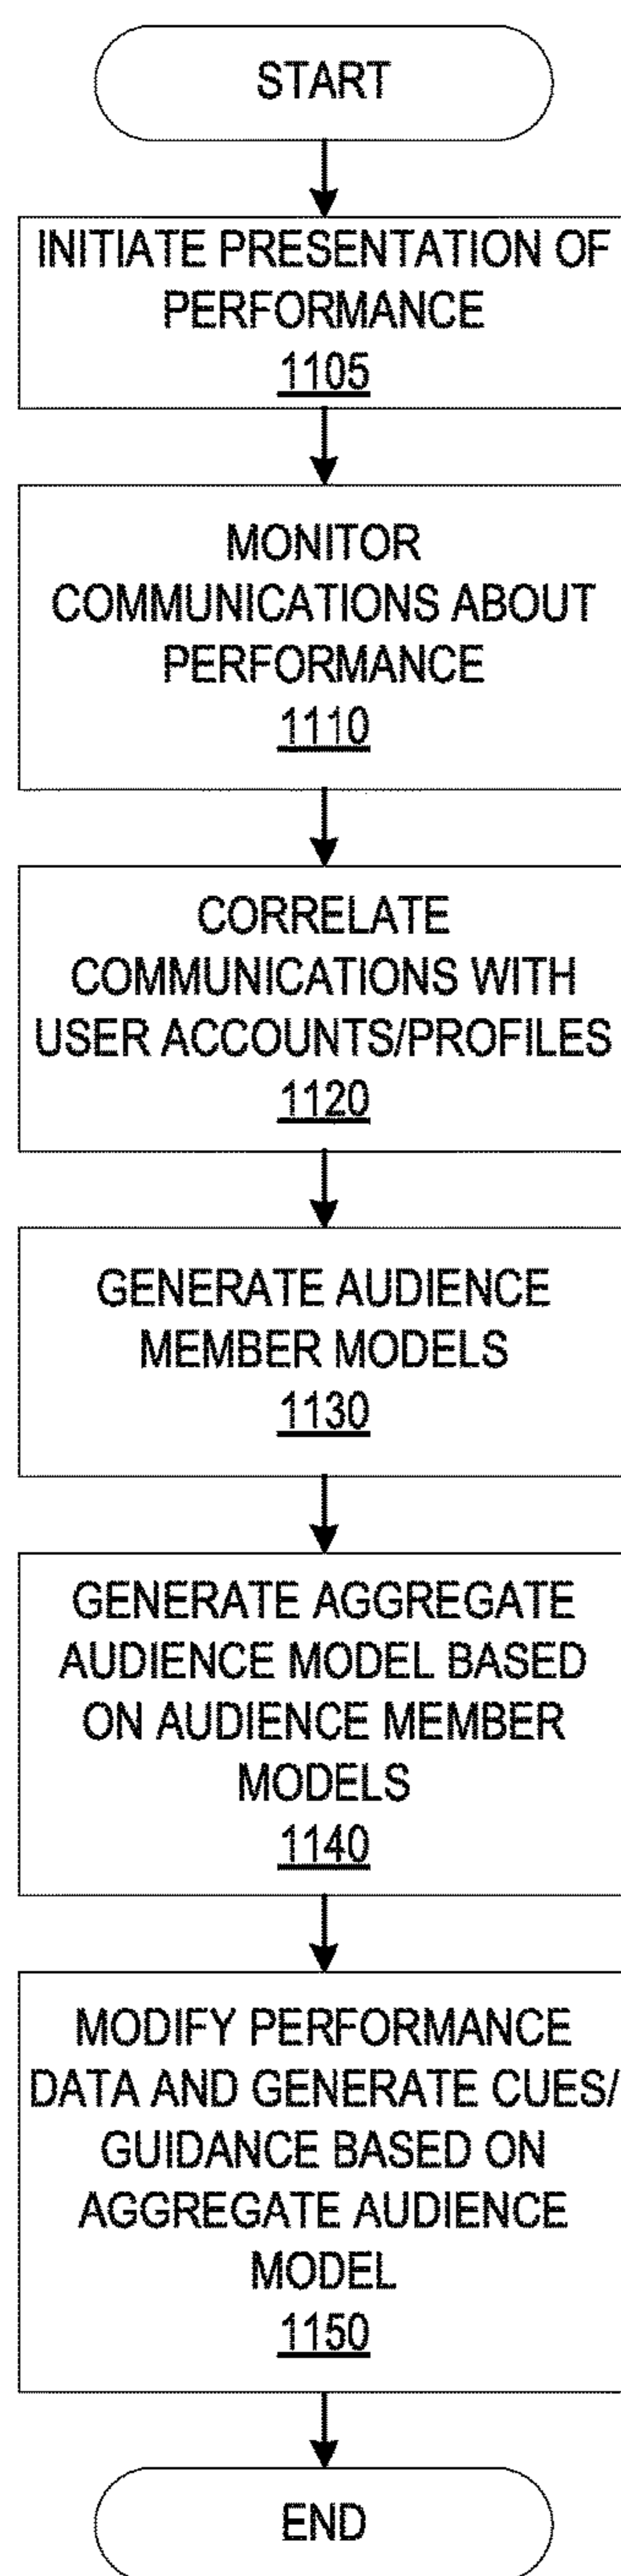 START
INITIATE PRESENTATION OF
PERFORMANCE
1105
MONITOR
COMMUNICATIONS ABOUT
PERFORMANCE
1110
CORRELATE
COMMUNICATIONS WITH
USER ACCOUNTS/PROFILES
1120
GENERATE AUDIENCE
MEMBER MODELS
1130
GENERATE AGGREGATE
AUDIENCE MODEL BASED
ON AUDIENCE MEMBER
MODELS
1140
MODIFY PERFORMANCE
DATA AND GENERATE CUES/
GUIDANCE BASED ON
AGGREGATE AUDIENCE
MODEL
1150
END